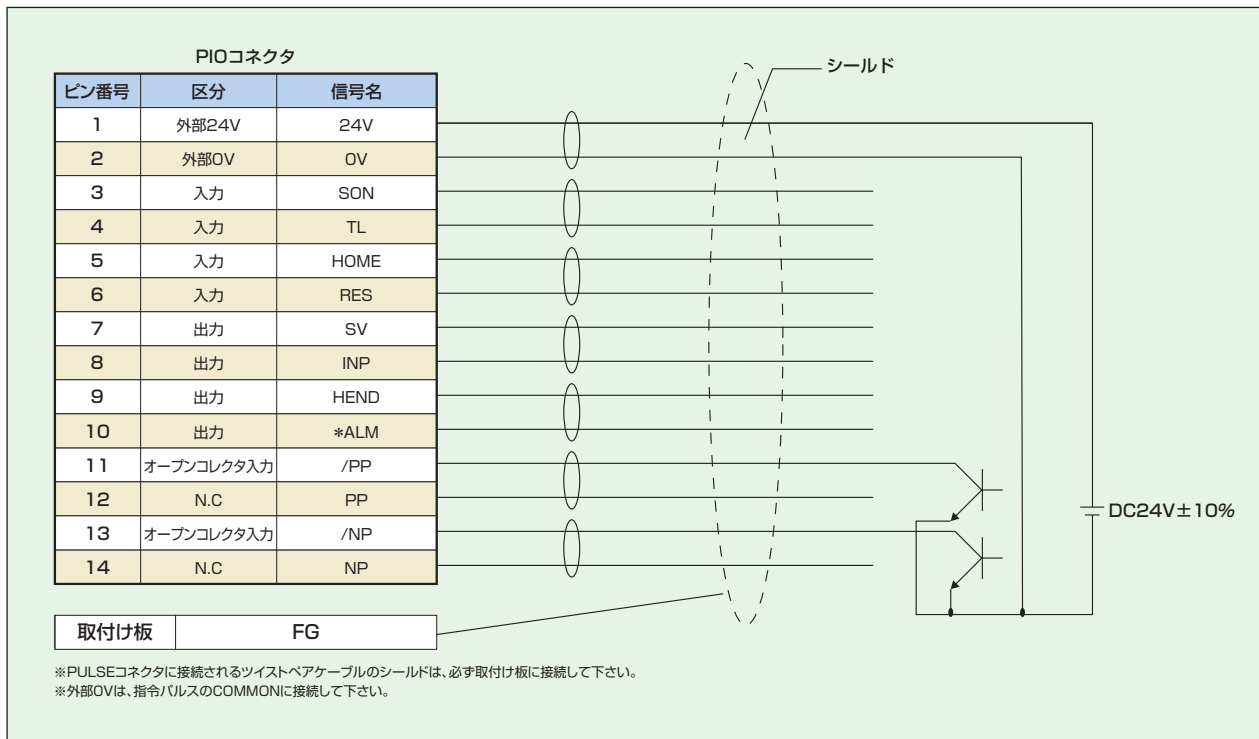 PIOコネクタ
シールド
ピン番号 区分 信号名
1 外部24V 24V
2 外部0V 0V
3 入力 SON
4 入力 TL
5 入力 HOME
6 入力 RES
7 出力 SV
8 出力 INP
9 出力 HEND
10 出力 *ALM
11 オープンコレクタ入力 /PP
12 N.C PP
13 オープンコレクタ入力 /NP
14 N.C NP
DC24V±10%
取付け板 FG
※PULSEコネクタに接続されるツイストペアケーブルのシールドは、必ず取付け板に接続して下さい。
※外部0Vは、指令パルスのCOMMONに接続して下さい。